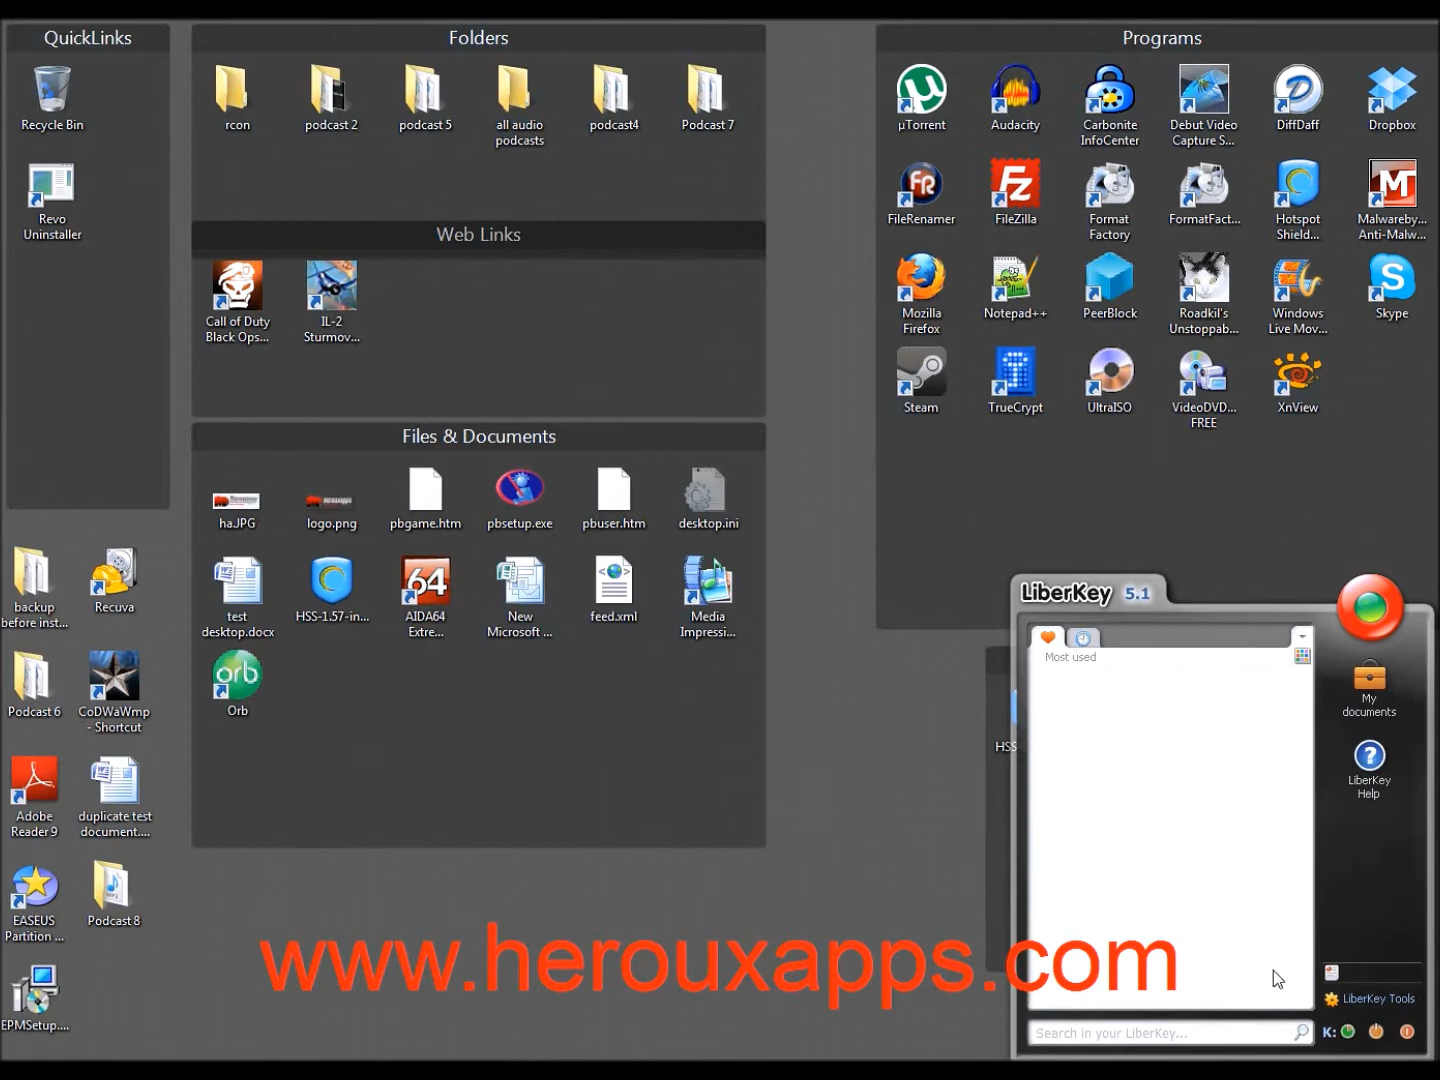 QuickLinks
Recycle Bin
Revo
Uninstaller
Folders
rcon
podcast 2
podcast 5
all audio
podcasts
podcast4
Podcast 7
Web Links
Call of Duty
Black Ops...
IL-2
Sturmov...
Files & Documents
ha.JPG
logo.png
pbgame.htm
pbsetup.exe
pbuser.htm
desktop.ini
test
desktop.docx
HSS-1.57-in...
AIDA64
Extre...
New
Microsoft ...
feed.xml
Media
Impressi...
orb
Orb
Programs
µTorrent
Audacity
Carbonite
InfoCenter
Debut Video
Capture S...
DiffDaff
Dropbox
FR
FileRenamer
FZ
FileZilla
Format
Factory
FormatFact...
Hotspot
Shield...
Malwareby...
Anti-Malw...
Mozilla
Firefox
Notepad++
PeerBlock
Roadkil's
Unstoppab...
Windows
Live Mov...
Skype
Steam
TrueCrypt
UltraISO
VideoDVD...
FREE
XnView
backup
before inst...
Recuva
Podcast 6
CoDWaWmp
- Shortcut
Adobe
Reader 9
duplicate test
document....
EASEUS
Partition ...
Podcast 8
EPMSetup....
HSS
LiberKey 5.1
Most used
My
documents
LiberKey
Help
LiberKey Tools
Search in your LiberKey...
K:
www.herouxapps.com
64